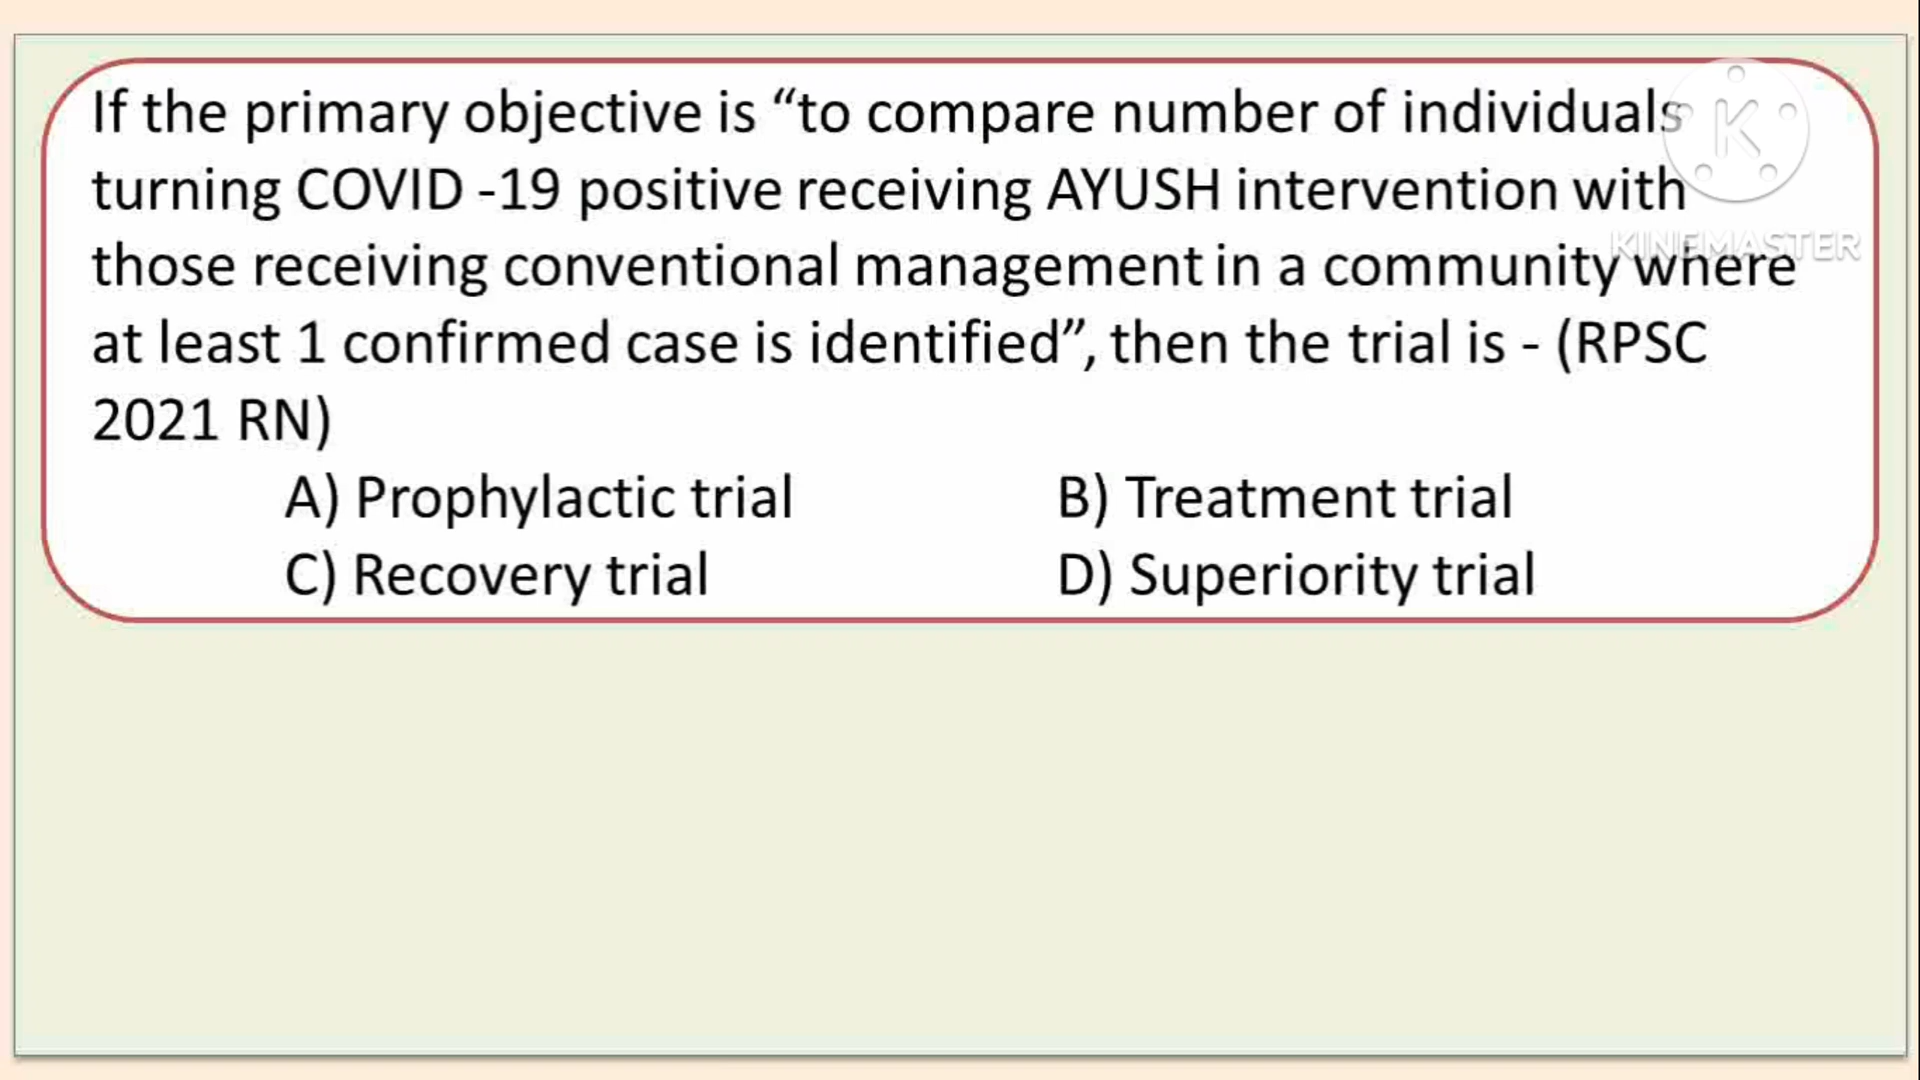 If the primary objective is “to compare number of individuals
turning COVID -19 positive receiving AYUSH intervention with
those receiving conventional management in a community where
at least 1 confirmed case is identified”, then the trial is - (RPSC
2021 RN)
A) Prophylactic trial B) Treatment trial
C) Recovery trial D) Superiority trial
K
KINEMASTER